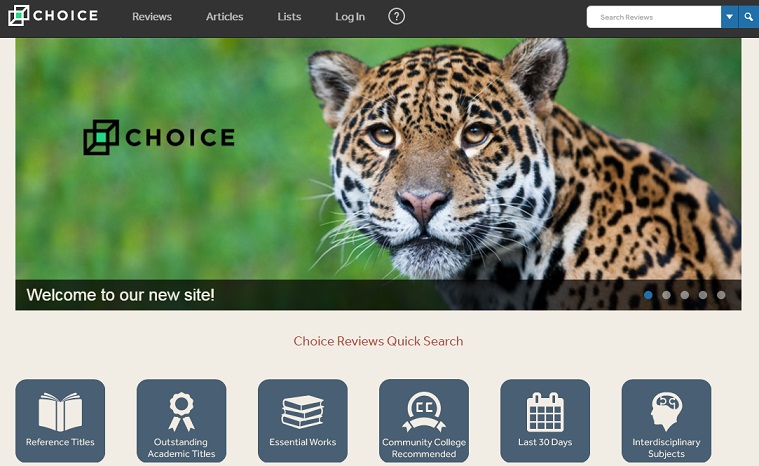 CHOICE
Reviews
Articles
Lists
Log In
?
Search Reviews
CHOICE
Welcome to our new site!
Choice Reviews Quick Search
Reference Titles
Outstanding
Academic Titles
Essential Works
CC
Community College
Recommended
Last 30 Days
Interdisciplinary
Subjects